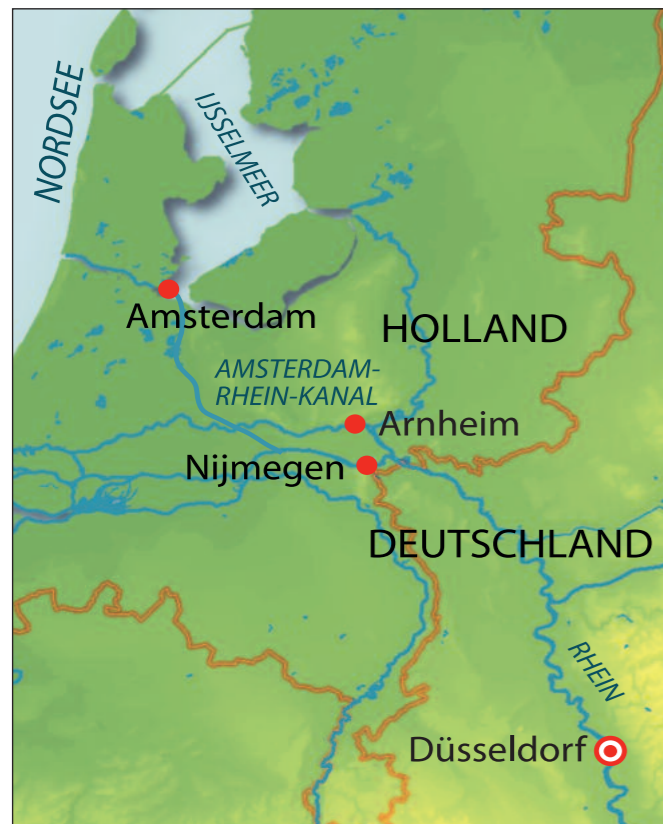 NORDSEE
IJSSELMEER
Amsterdam
HOLLAND
AMSTERDAM-
RHEIN-KANAL
Arnheim
Nijmegen
DEUTSCHLAND
RHEIN
Düsseldorf